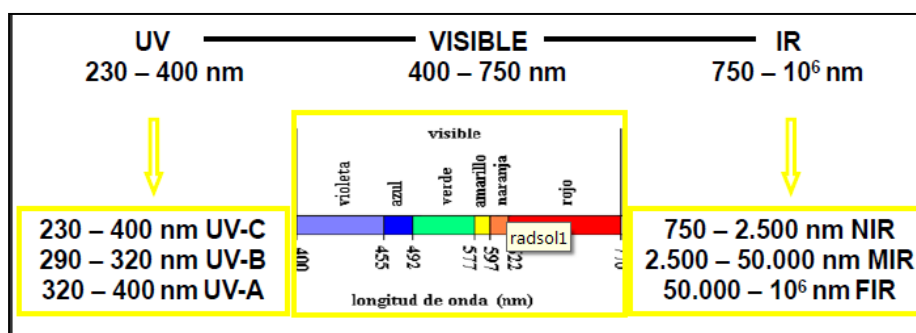 UV VISIBLE IR
230 – 400 nm 400 – 750 nm 750 – 10⁶ nm
visible
violeta azul verde amarillo naranja rojo
radsol1
400 455 492 577 597
longitud de onda (nm)
230 – 400 nm UV-C
290 – 320 nm UV-B
320 – 400 nm UV-A
750 – 2.500 nm NIR
2.500 – 50.000 nm MIR
50.000 – 10⁶ nm FIR